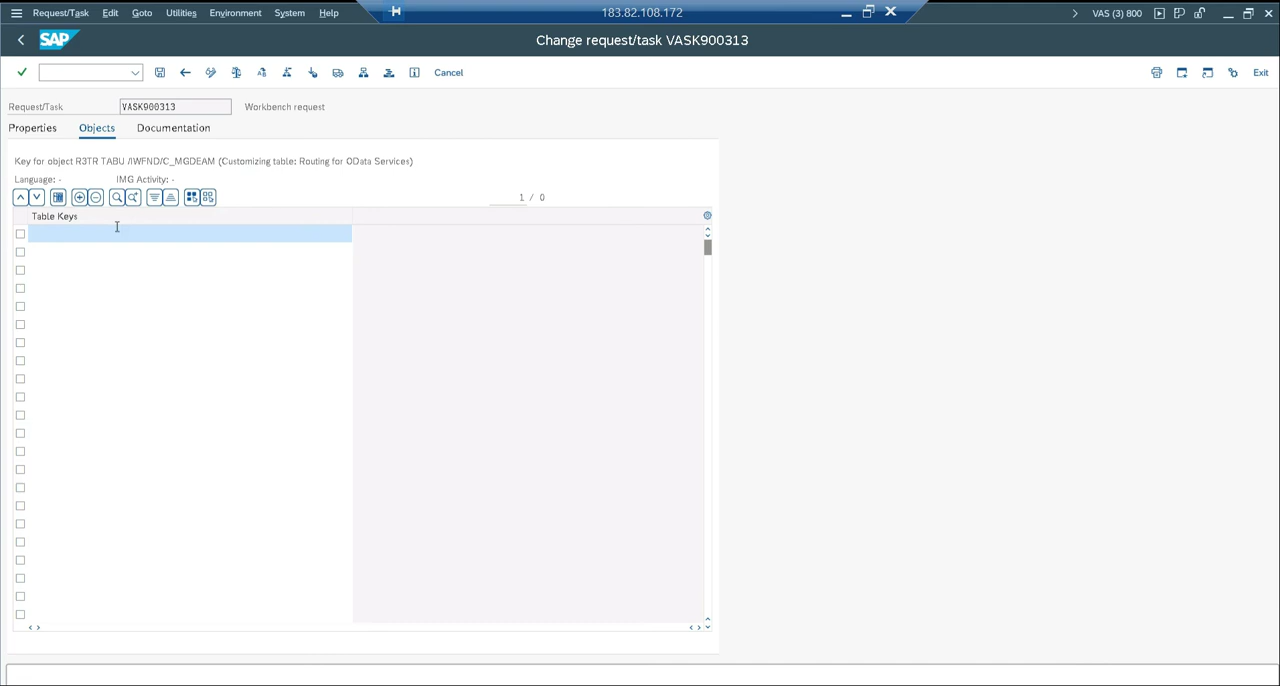 Request/Task Edit Goto Utilities Environment System Help
183.82.108.172
VAS (3) 800
SAP
Change request/task VASK900313
Cancel
Exit
Request/Task VASK900313 Workbench request
Properties Objects Documentation
Key for object R3TR TABU /IWFND/C_MGDEAM (Customizing table: Routing for OData Services)
Language: - IMG Activity: -
1 / 0
Table Keys